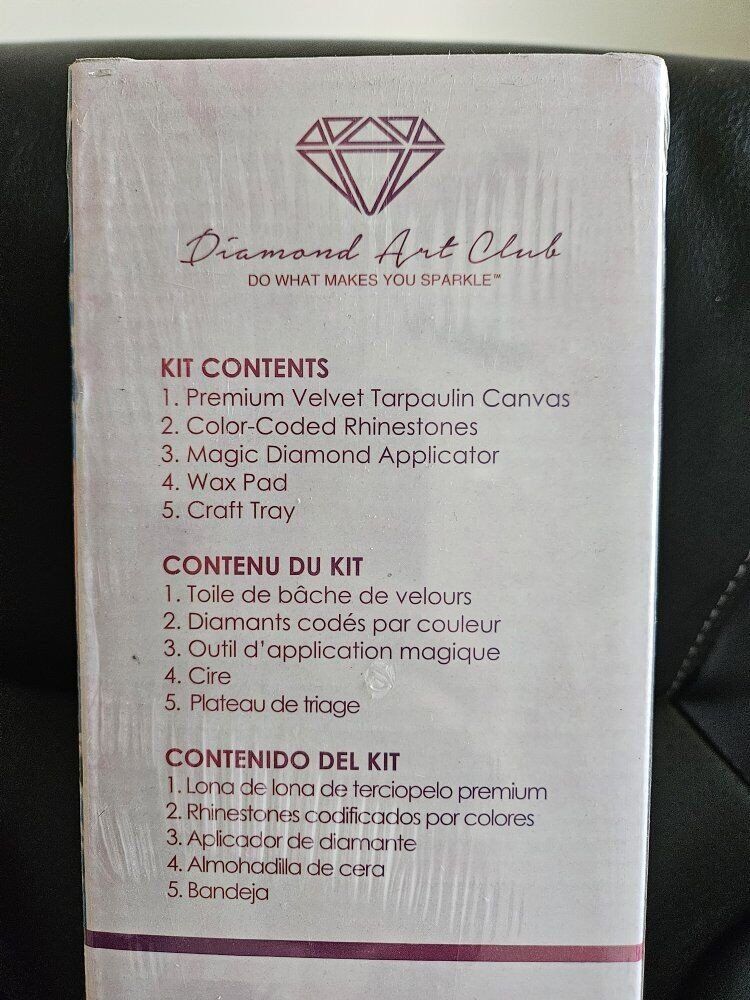 Diamond Art Club
DO WHAT MAKES YOU SPARKLE™
KIT CONTENTS
1. Premium Velvet Tarpaulin Canvas
2. Color-Coded Rhinestones
3. Magic Diamond Applicator
4. Wax Pad
5. Craft Tray
CONTENU DU KIT
1. Toile de bâche de velours
2. Diamants codés par couleur
3. Outil d'application magique
4. Cire
5. Plateau de triage
CONTENIDO DEL KIT
1. Lona de lona de terciopelo premium
2. Rhinestones codificados por colores
3. Aplicador de diamante
4. Almohadilla de cera
5. Bandeja